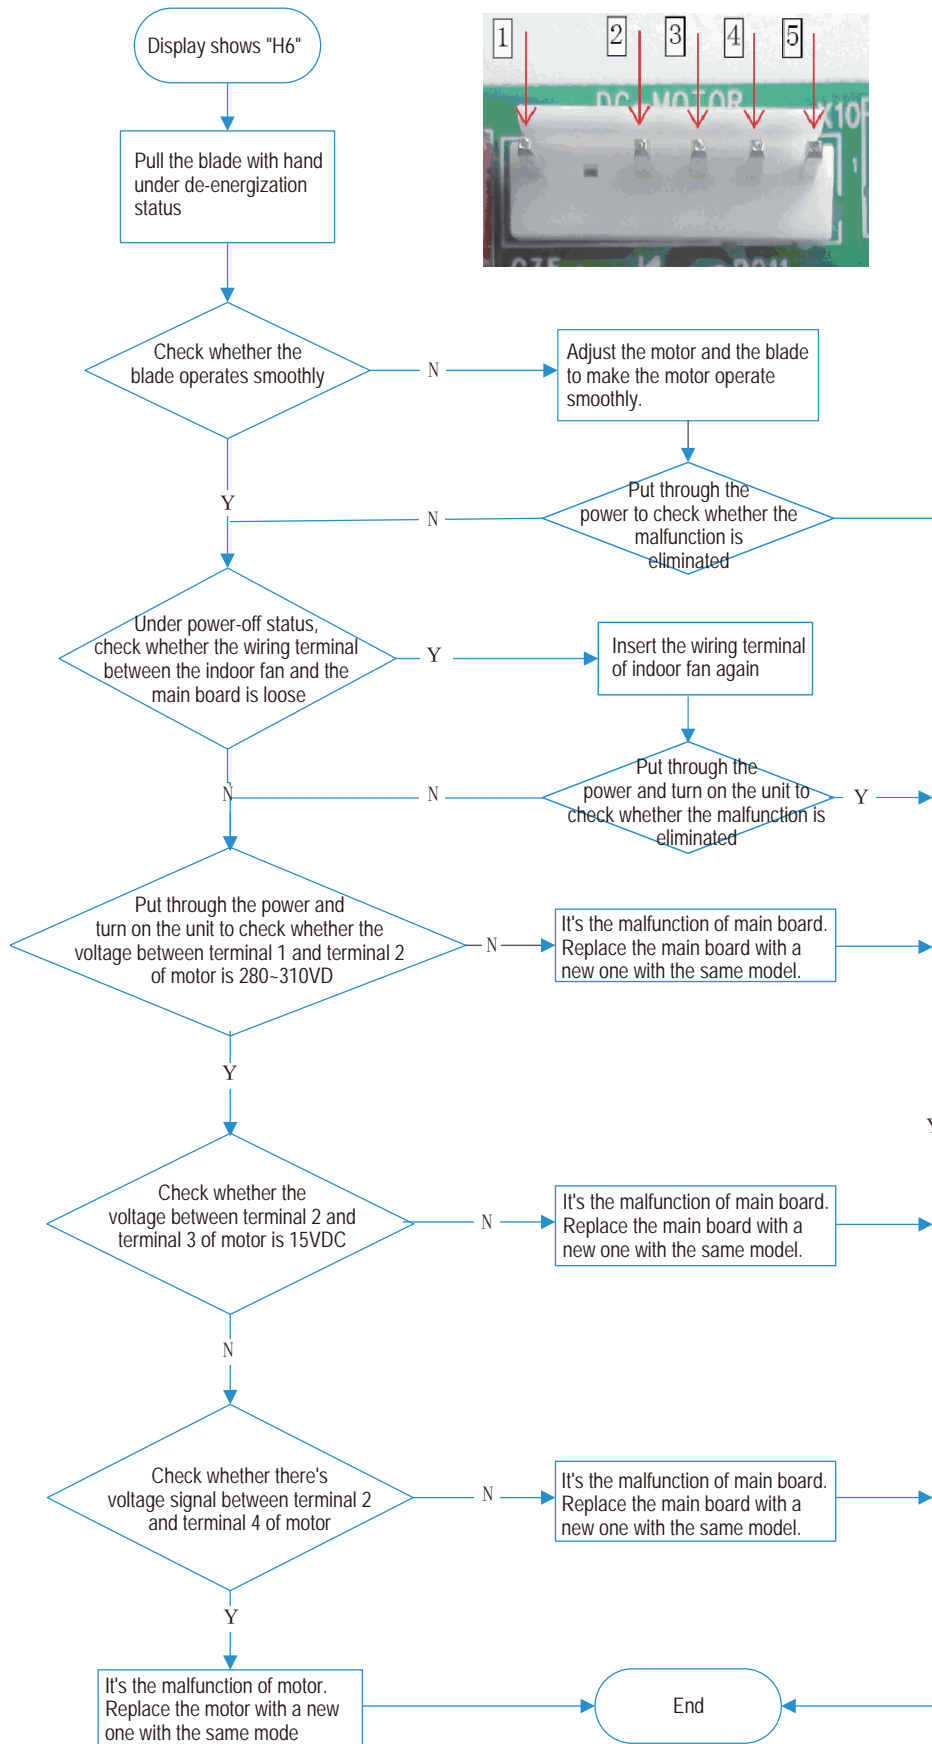 Display shows "H6"
1
2
3
4
5
DC MOTOR
X10
1
Pull the blade with hand
under de-energization
status
Check whether the
blade operates smoothly
N
Adjust the motor and the blade
to make the motor operate
smoothly.
Y
N
Put through the
power to check whether the
malfunction is
eliminated
Under power-off status,
check whether the wiring terminal
between the indoor fan and the
main board is loose
Y
Insert the wiring terminal
of indoor fan again
N
N
Put through the
power and turn on the unit to
check whether the malfunction is
eliminated
Y
Put through the power and
turn on the unit to check whether the
voltage between terminal 1 and terminal 2
of motor is 280~310VD
N
It's the malfunction of main board.
Replace the main board with a
new one with the same model.
Y
Y
Check whether the
voltage between terminal 2 and
terminal 3 of motor is 15VDC
N
It's the malfunction of main board.
Replace the main board with a
new one with the same model.
N
Check whether there's
voltage signal between terminal 2
and terminal 4 of motor
N
It's the malfunction of main board.
Replace the main board with a
new one with the same model.
Y
It's the malfunction of motor.
Replace the motor with a new
one with the same mode
End